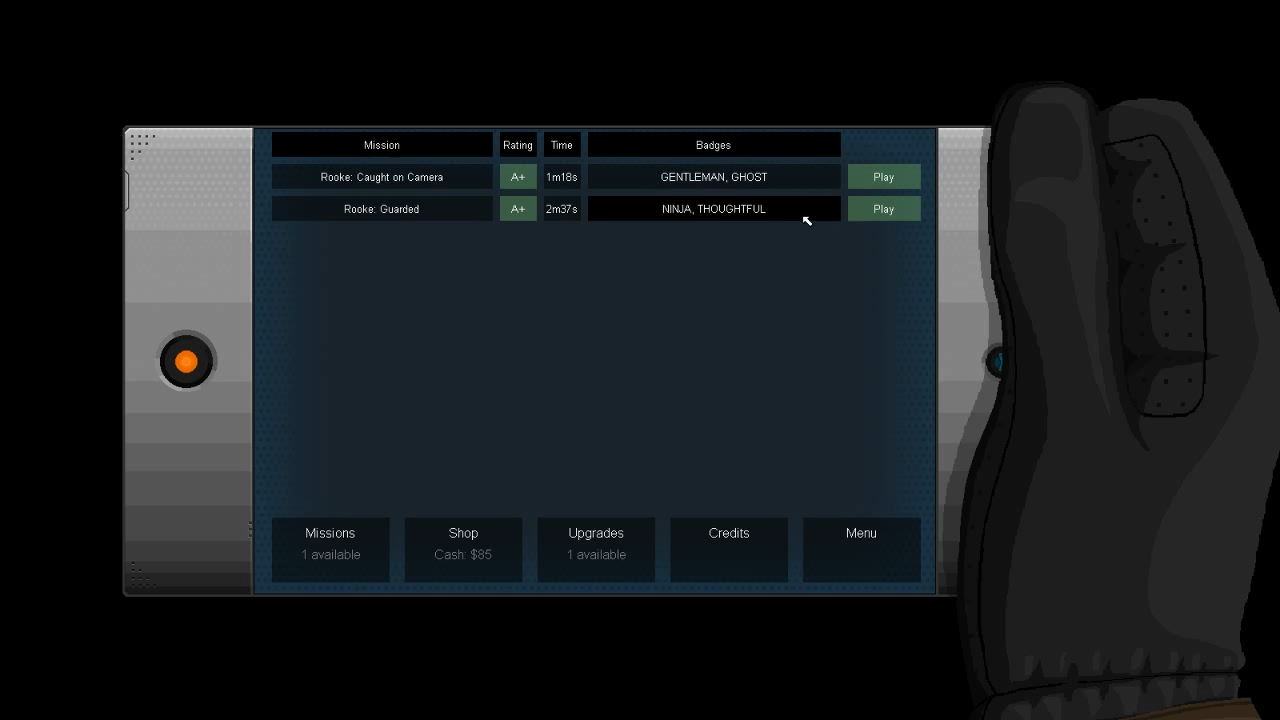 Mission Rating Time Badges
Rooke: Caught on Camera A+ 1m18s GENTLEMAN, GHOST Play
Rooke: Guarded A+ 2m37s NINJA, THOUGHTFUL Play
Missions Shop Upgrades Credits Menu
1 available Cash: $85 1 available